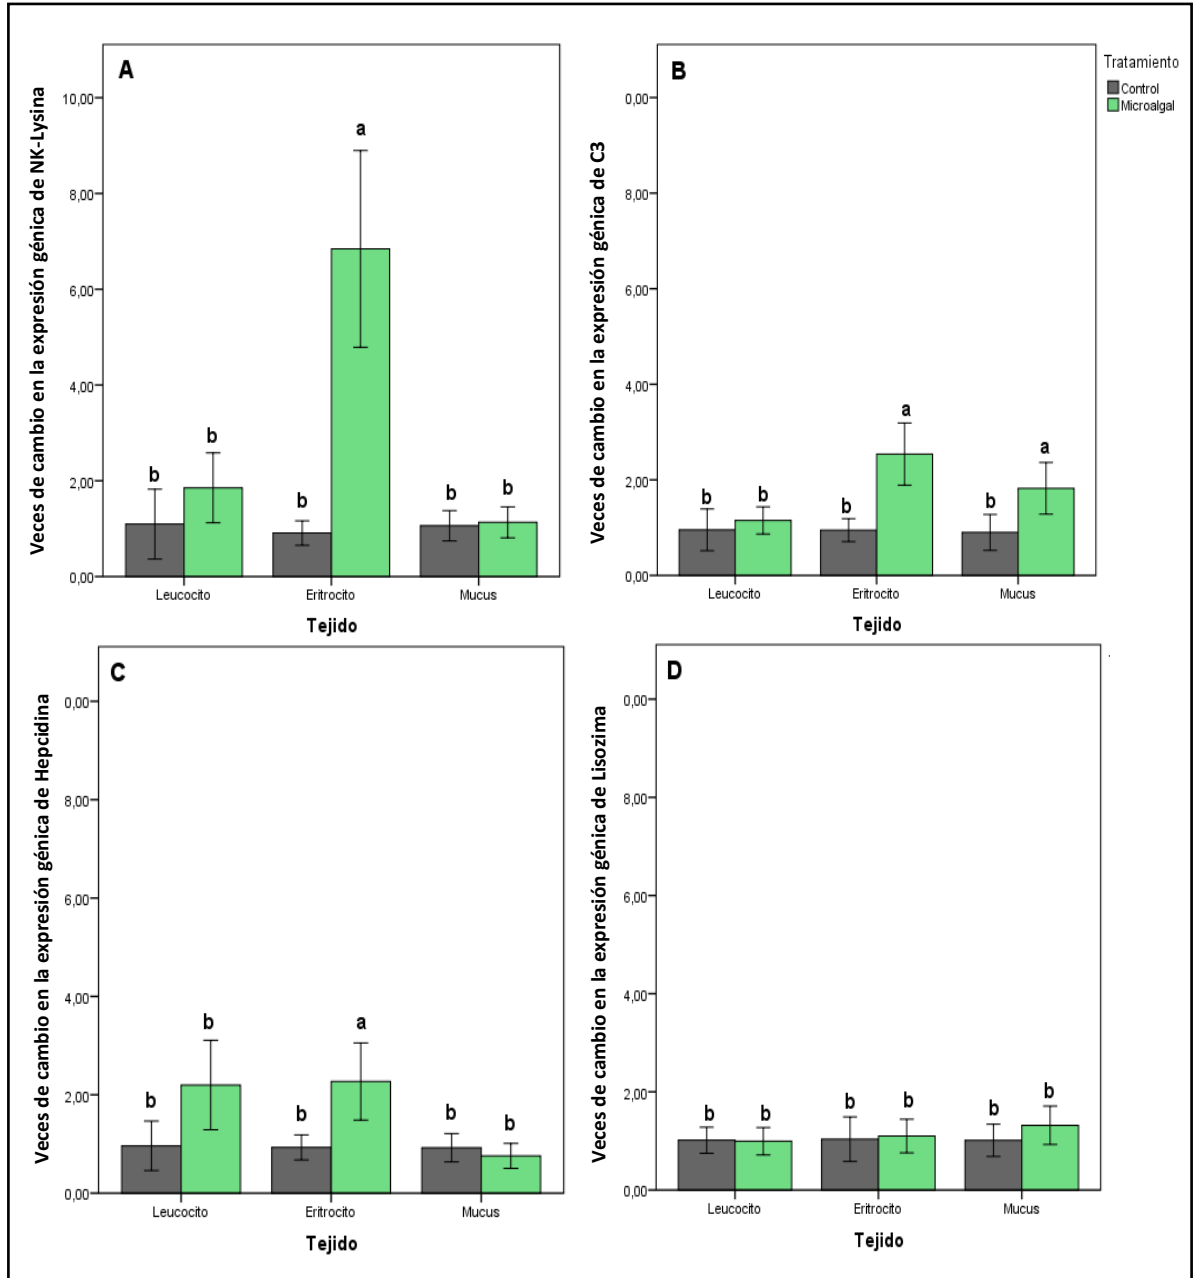 A
Veces de cambio en la expresión génica de NK-Lysina
10,00
8,00
6,00
4,00
2,00
0,00
b
b
b
a
b
b
Leucocito
Eritrocito
Mucus
Tejido
B
Veces de cambio en la expresión génica de C3
0,00
8,00
6,00
4,00
2,00
0,00
b
b
b
a
b
a
Leucocito
Eritrocito
Mucus
Tejido
Tratamiento
Control
Microalgal
C
Veces de cambio en la expresión génica de Hepcidina
0,00
8,00
6,00
4,00
2,00
0,00
b
b
b
a
b
b
Leucocito
Eritrocito
Mucus
Tejido
D
Veces de cambio en la expresión génica de Lisozima
0,00
8,00
6,00
4,00
2,00
0,00
b
b
b
b
b
b
Leucocito
Eritrocito
Mucus
Tejido